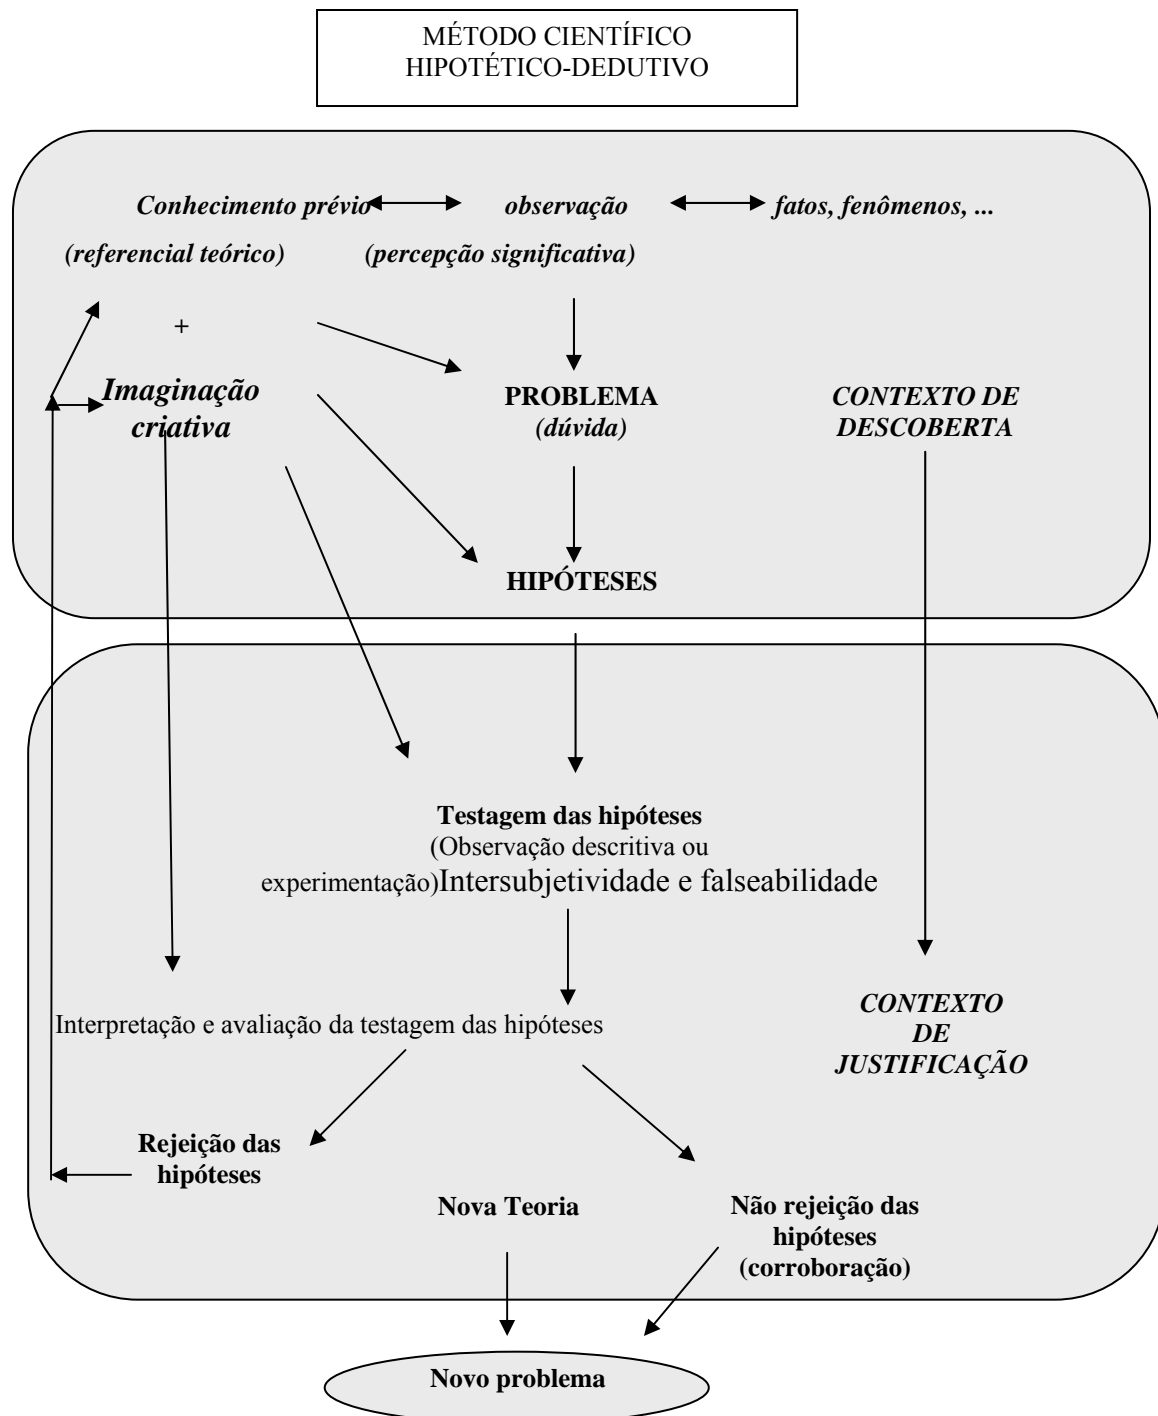 MÉTODO CIENTÍFICO
HIPOTÉTICO-DEDUTIVO
Conhecimento prévio observação fatos, fenômenos, ...
(referencial teórico) (percepção significativa)
+
Imaginação
criativa
PROBLEMA
(dúvida)
CONTEXTO DE
DESCOBERTA
HIPÓTESES
Testagem das hipóteses
(Observação descritiva ou
experimentação)Intersubjetividade e falseabilidade
Interpretação e avaliação da testagem das hipóteses
CONTEXTO
DE
JUSTIFICAÇÃO
Rejeição das
hipóteses
Nova Teoria
Não rejeição das
hipóteses
(corroboração)
Novo problema